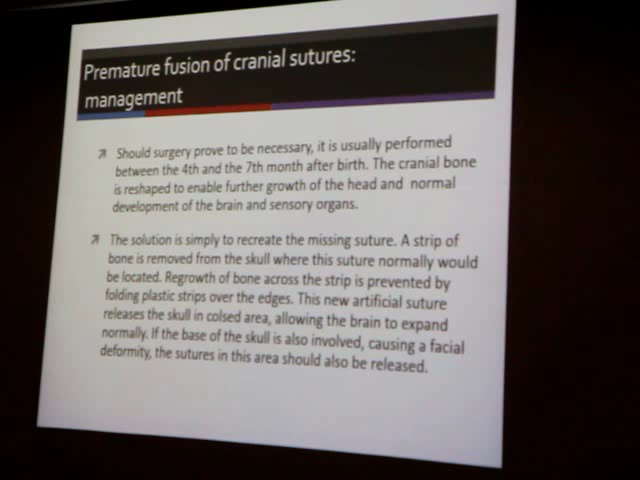 Premature fusion of cranial sutures:
management
Should surgery prove to be necessary, it is usually performed
between the 4th and the 7th month after birth. The cranial bone
is reshaped to enable further growth of the head and normal
development of the brain and sensory organs.
The solution is simply to recreate the missing suture. A strip of
bone is removed from the skull where this suture normally would
be located. Regrowth of bone across the strip is prevented by
folding plastic strips over the edges. This new artificial suture
releases the skull in colsed area, allowing the brain to expand
normally. If the base of the skull is also involved, causing a facial
deformity, the sutures in this area should also be released.